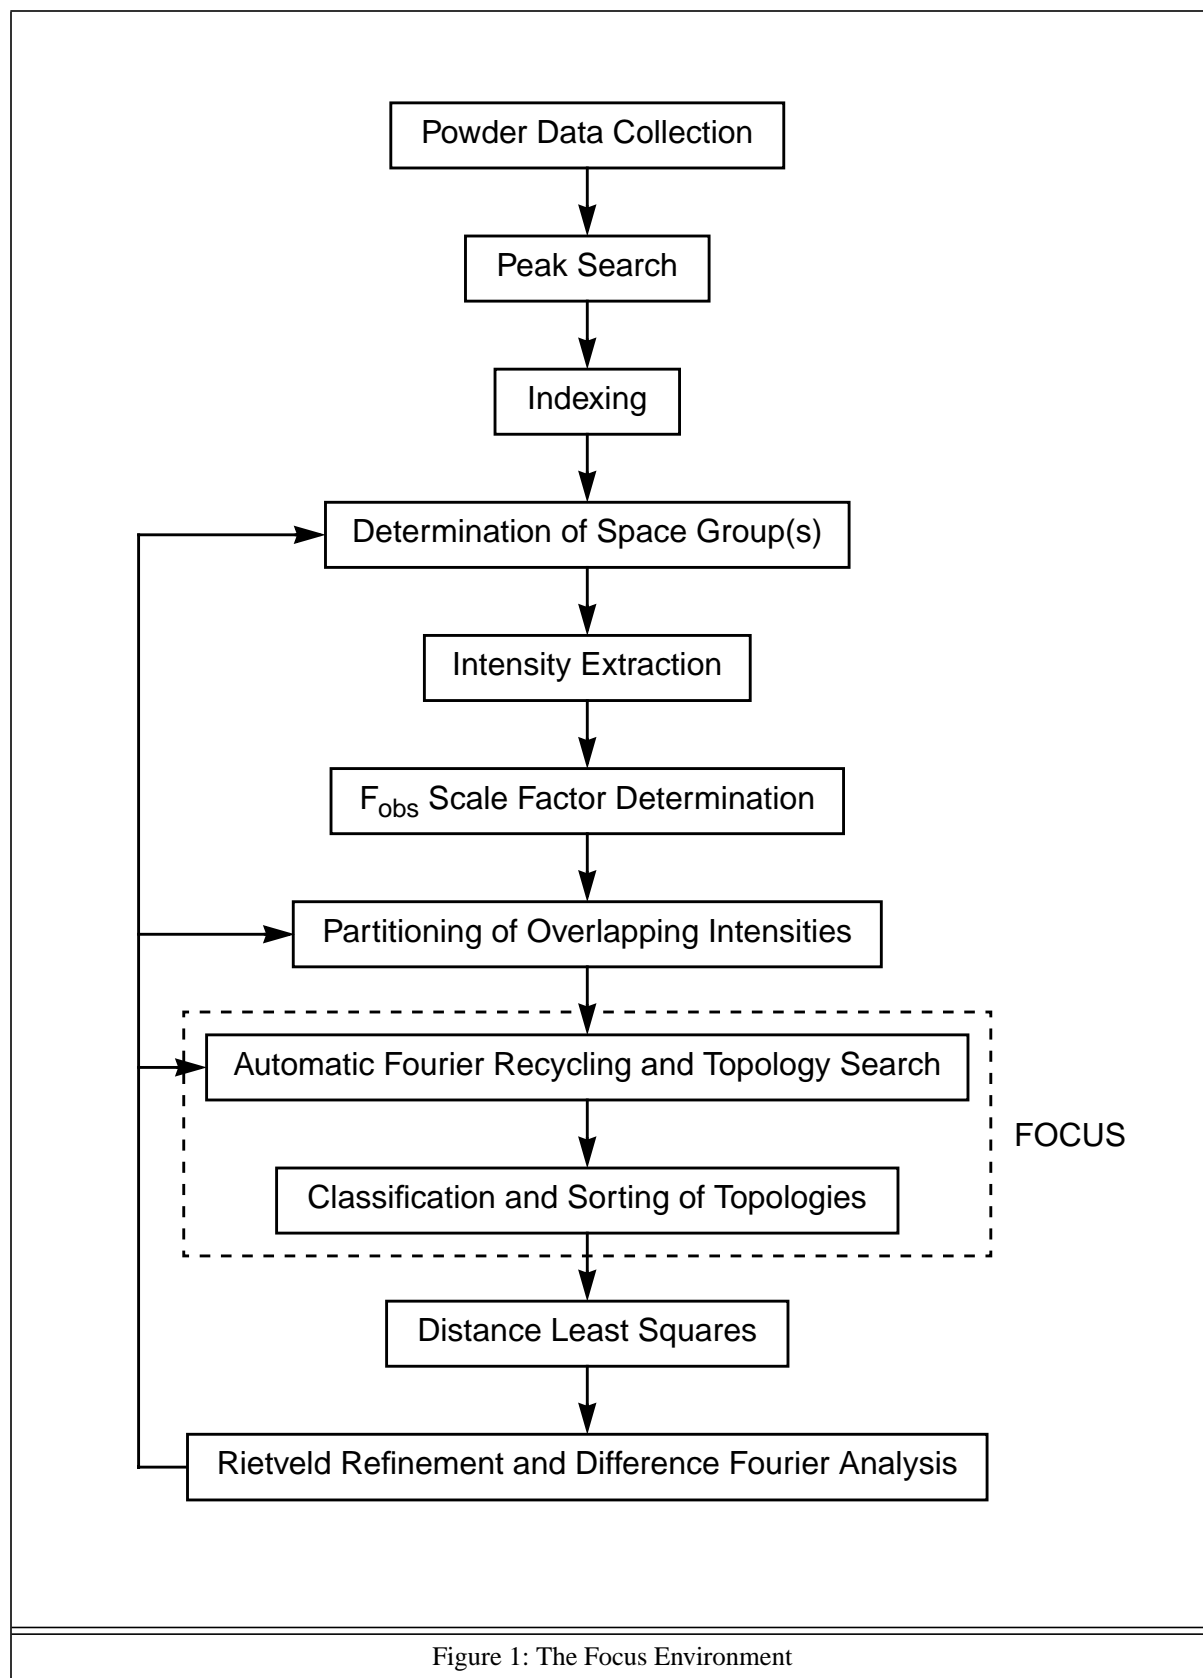 Powder Data Collection
Peak Search
Indexing
Determination of Space Group(s)
Intensity Extraction
Fobs Scale Factor Determination
Partitioning of Overlapping Intensities
Automatic Fourier Recycling and Topology Search
FOCUS
Classification and Sorting of Topologies
Distance Least Squares
Rietveld Refinement and Difference Fourier Analysis
Figure 1: The Focus Environment